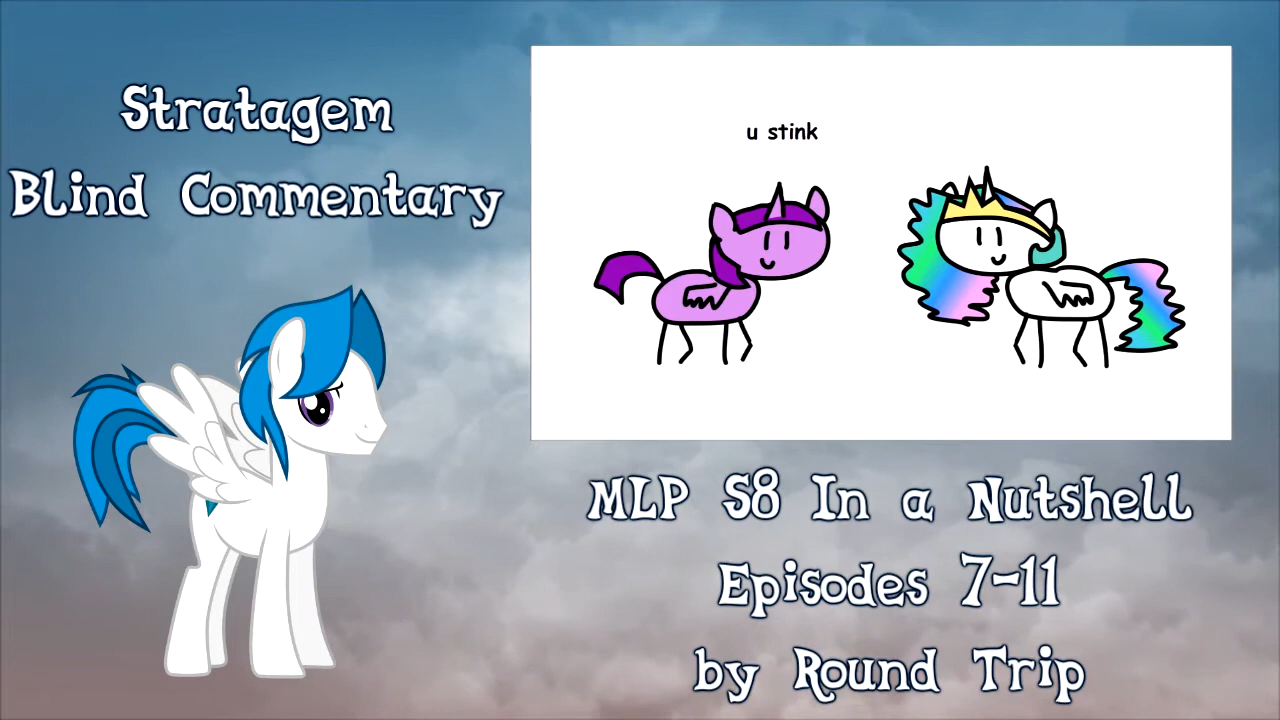 Stratagem
Blind Commentary
u stink
MLP S8 In a Nutshell
Episodes 7-11
by Round Trip